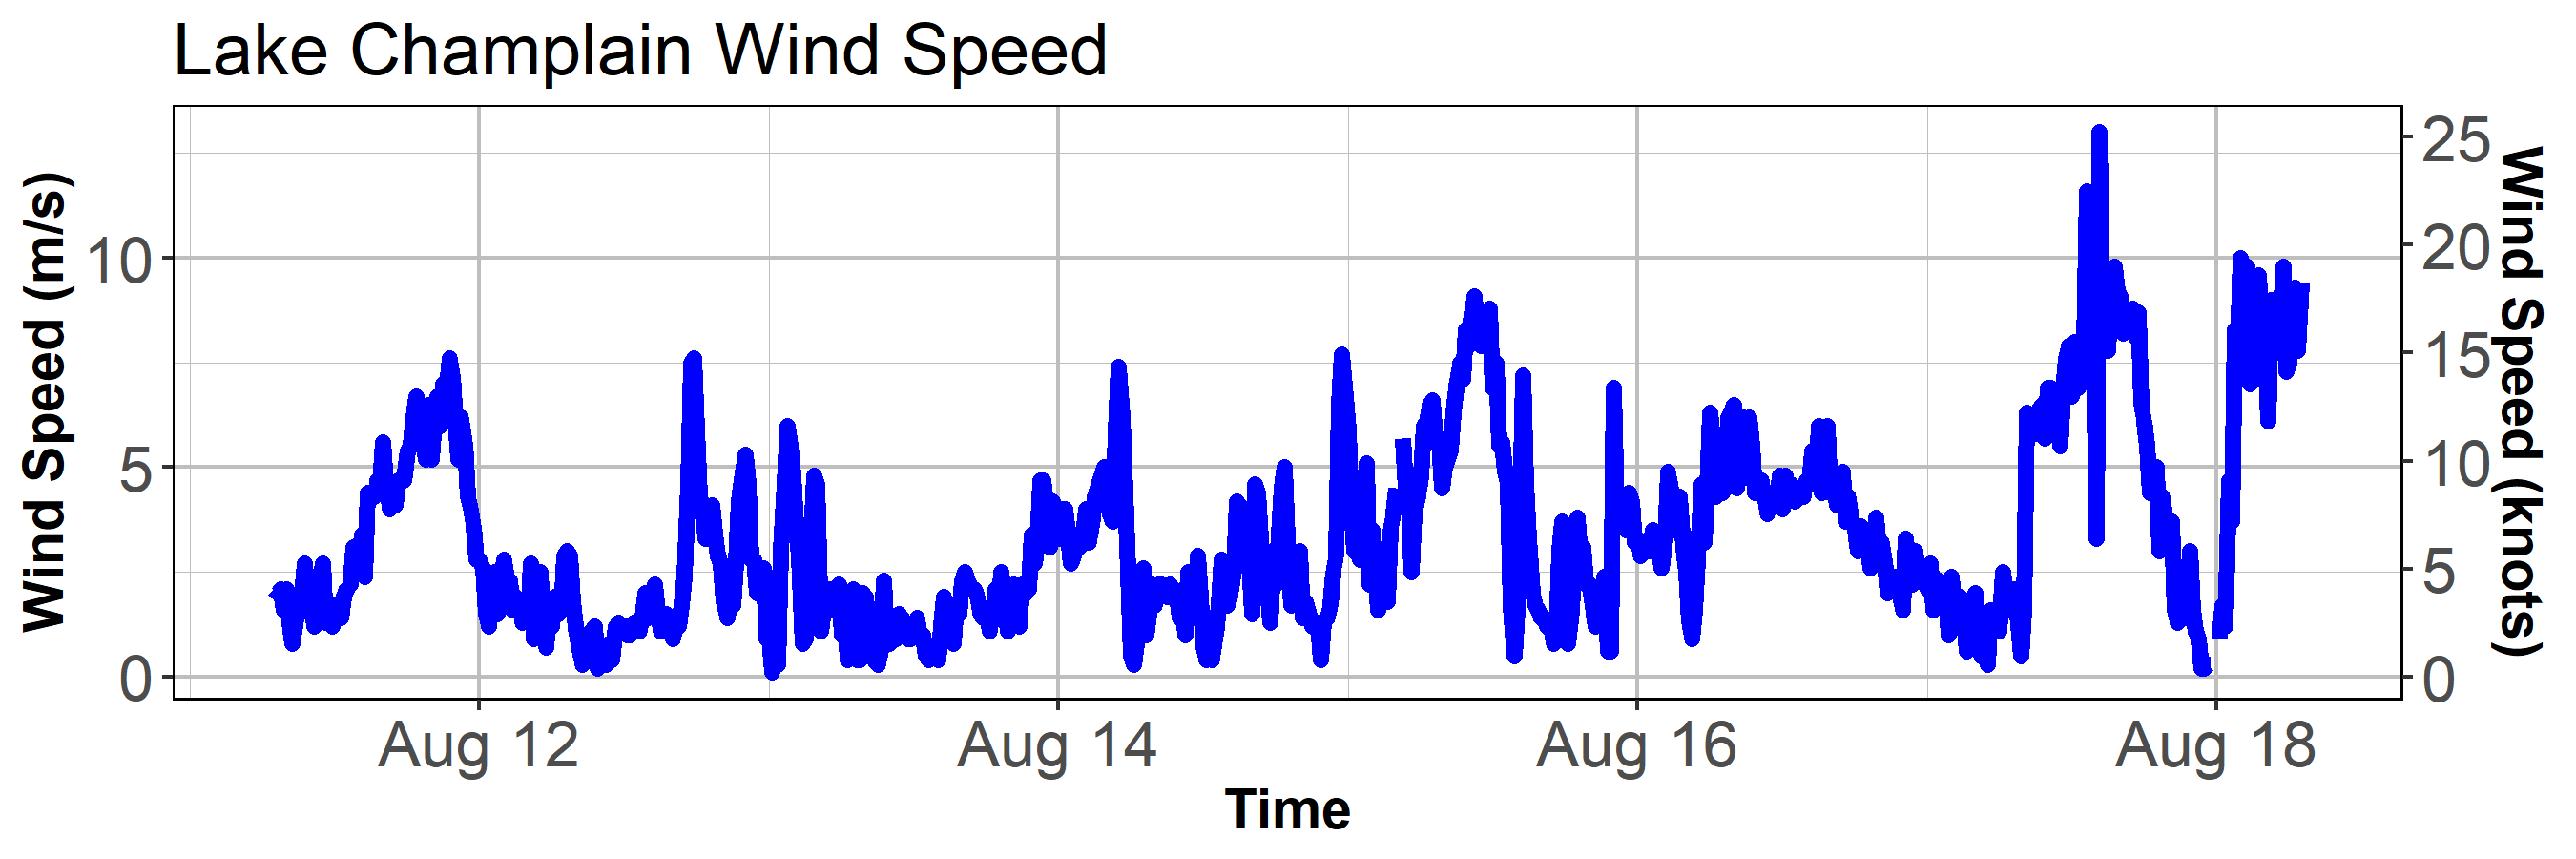 Lake Champlain Wind Speed
Wind Speed (m/s)
10
5
0
25
20
15
10
5
0
Wind Speed (knots)
Aug 12
Aug 14
Aug 16
Aug 18
Time